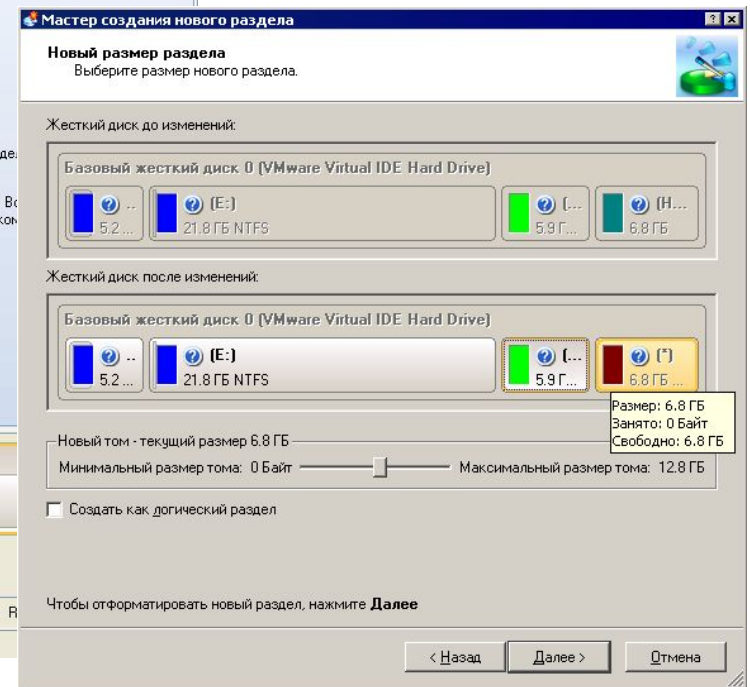 Мастер создания нового раздела
Новый размер раздела
Выберите размер нового раздела.
Жесткий диск до изменений:
Базовый жесткий диск 0 (VMware Virtual IDE Hard Drive)
.. (E:) (... (Н...
5.2 ... 21.8 ГБ NTFS 5.9 Г... 6.8 ГБ
Жесткий диск после изменений:
Базовый жесткий диск 0 (VMware Virtual IDE Hard Drive)
.. (E:) (... (*)
5.2 ... 21.8 ГБ NTFS 5.9 Г... 6.8 ГБ ...
Размер: 6.8 ГБ
Занято: 0 Байт
Свободно: 6.8 ГБ
Новый том - текущий размер 6.8 ГБ
Минимальный размер тома: 0 Байт Максимальный размер тома: 12.8 ГБ
Создать как логический раздел
Чтобы отформатировать новый раздел, нажмите Далее
< Назад Далее > Отмена